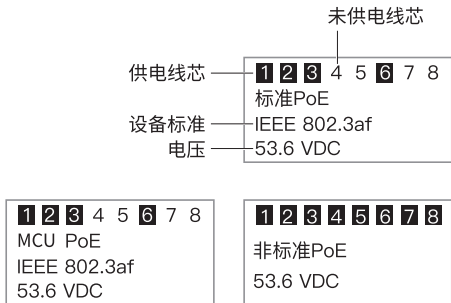 未供电线芯
供电线芯
1 2 3 4 5 6 7 8
标准PoE
设备标准
IEEE 802.3af
电压
53.6 VDC
1 2 3 4 5 6 7 8
MCU PoE
IEEE 802.3af
53.6 VDC
1 2 3 4 5 6 7 8
非标准PoE
53.6 VDC